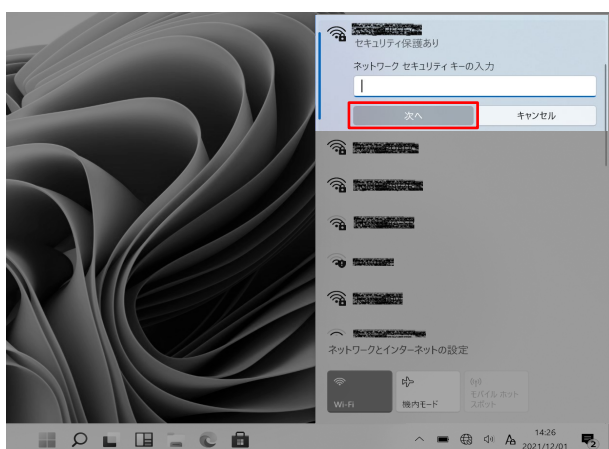 セキュリティ保護あり
ネットワーク セキュリティ キーの入力
次へ
キャンセル
ネットワークとインターネットの設定
Wi-Fi
機内モード
モバイル ホット
スポット
A
14:26
2021/12/01
2